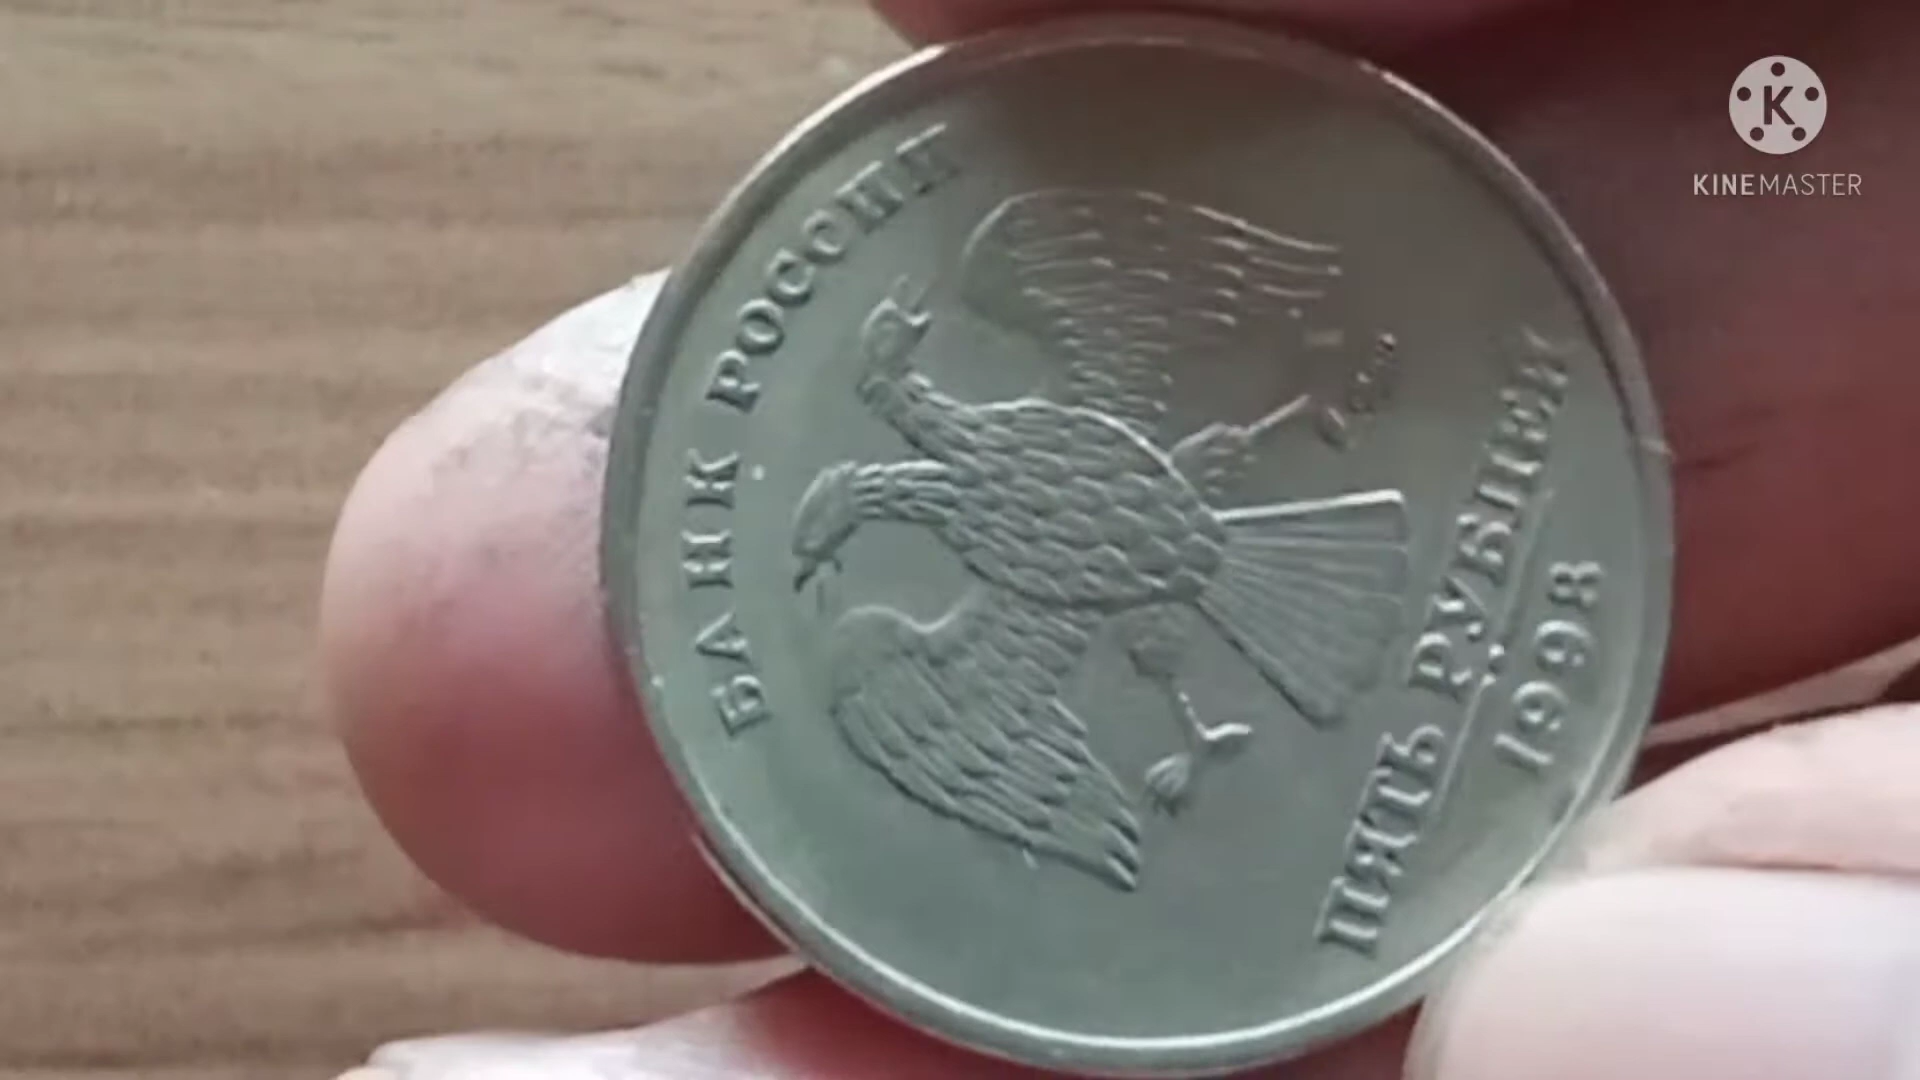 БАНК РОССИИ
ПЯТЬ РУБЛЕЙ
1998
K
KINEMASTER